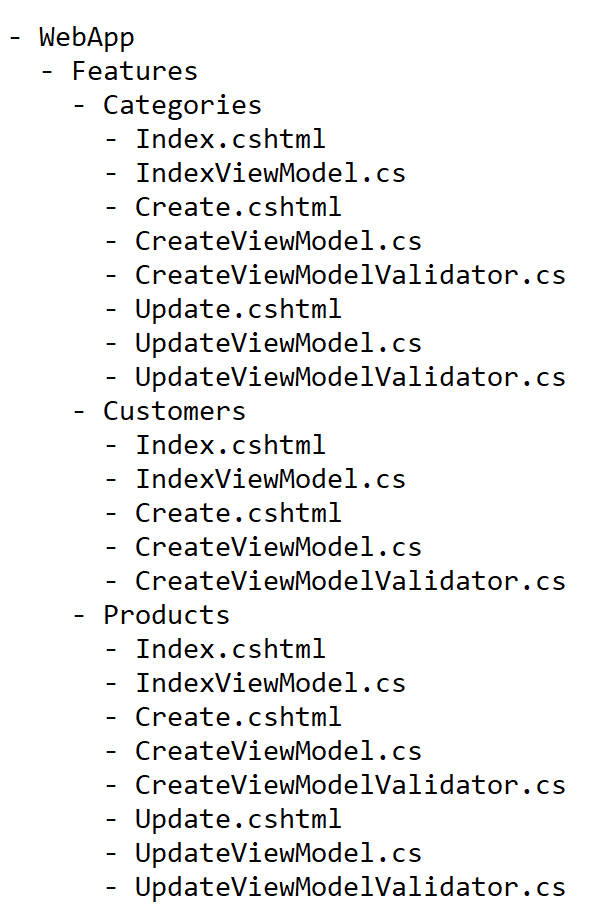 - WebApp
- Features
- Categories
- Index.cshtml
- IndexViewModel.cs
- Create.cshtml
- CreateViewModel.cs
- CreateViewModelValidator.cs
- Update.cshtml
- UpdateViewModel.cs
- UpdateViewModelValidator.cs
- Customers
- Index.cshtml
- IndexViewModel.cs
- Create.cshtml
- CreateViewModel.cs
- CreateViewModelValidator.cs
- Products
- Index.cshtml
- IndexViewModel.cs
- Create.cshtml
- CreateViewModel.cs
- CreateViewModelValidator.cs
- Update.cshtml
- UpdateViewModel.cs
- UpdateViewModelValidator.cs